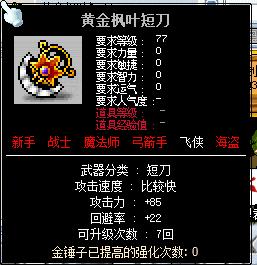 黄金枫叶短刀
要求等级 : 77
要求力量 : 0
要求敏捷 : 0
要求智力 : 0
要求运气 : 0
要求人气度 : -
道具等级 : -
道具经验值 : -
新手 战士 魔法师 弓箭手 飞侠 海盗
武器分类 : 短刀
攻击速度 : 比较快
攻击力 : +85
回避率 : +22
可升级次数 : 7回
金锤子已提高的强化次数: 0